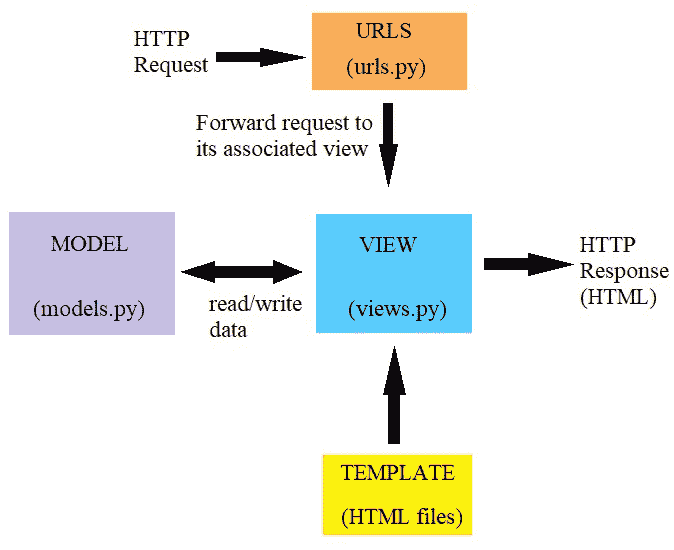 HTTP
Request
URLS
(urls.py)
Forward request to
its associated view
MODEL
(models.py)
read/write
data
VIEW
(views.py)
HTTP
Response
(HTML)
TEMPLATE
(HTML files)